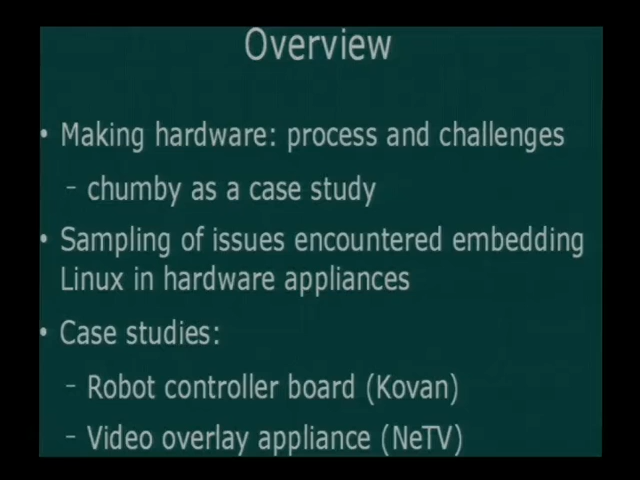 Overview
• Making hardware: process and challenges
– chumby as a case study
• Sampling of issues encountered embedding
Linux in hardware appliances
• Case studies:
– Robot controller board (Kovan)
– Video overlay appliance (NeTV)